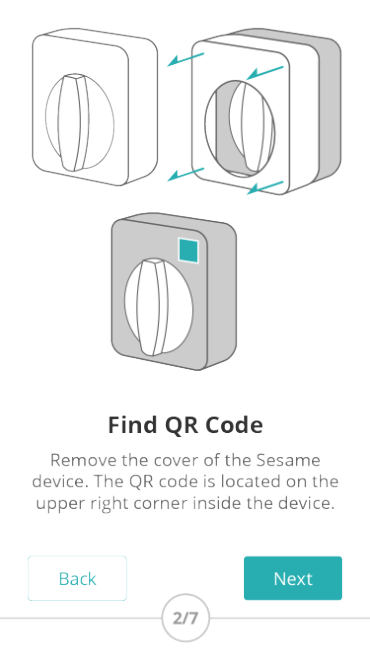 Find QR Code
Remove the cover of the Sesame
device. The QR code is located on the
upper right corner inside the device.
Back
Next
2/7